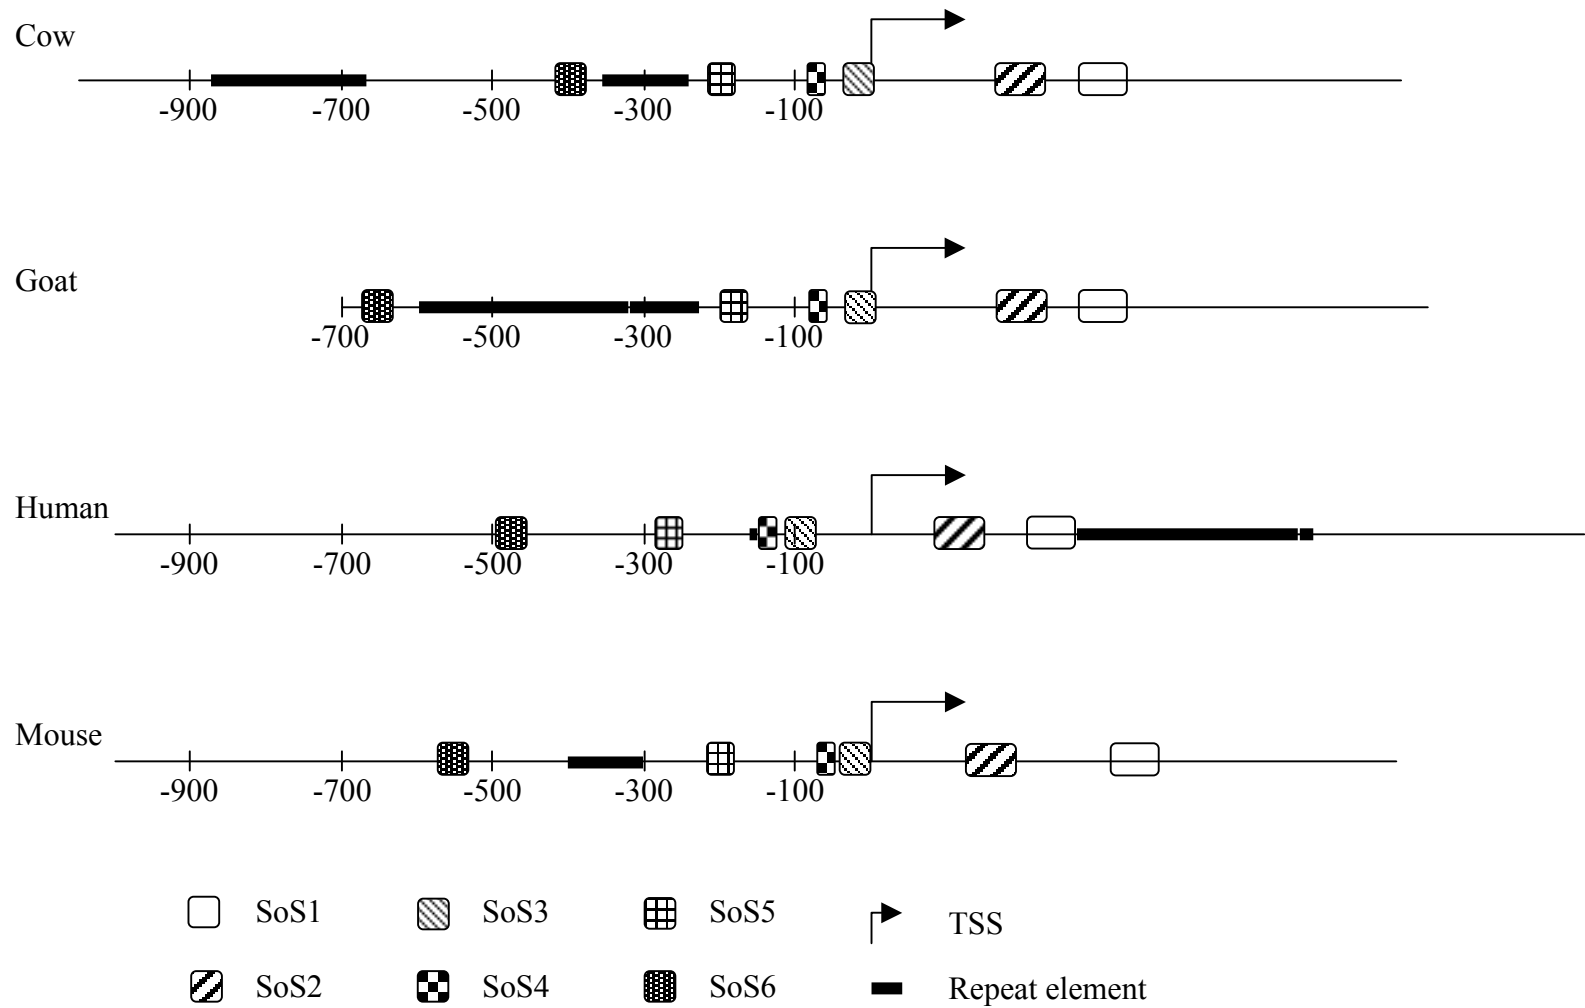 Cow
-900 -700 -500 -300 -100
Goat
-700 -500 -300 -100
Human
-900 -700 -500 -300 -100
Mouse
-900 -700 -500 -300 -100
SoS1 SoS3 SoS5 TSS
SoS2 SoS4 SoS6 Repeat element